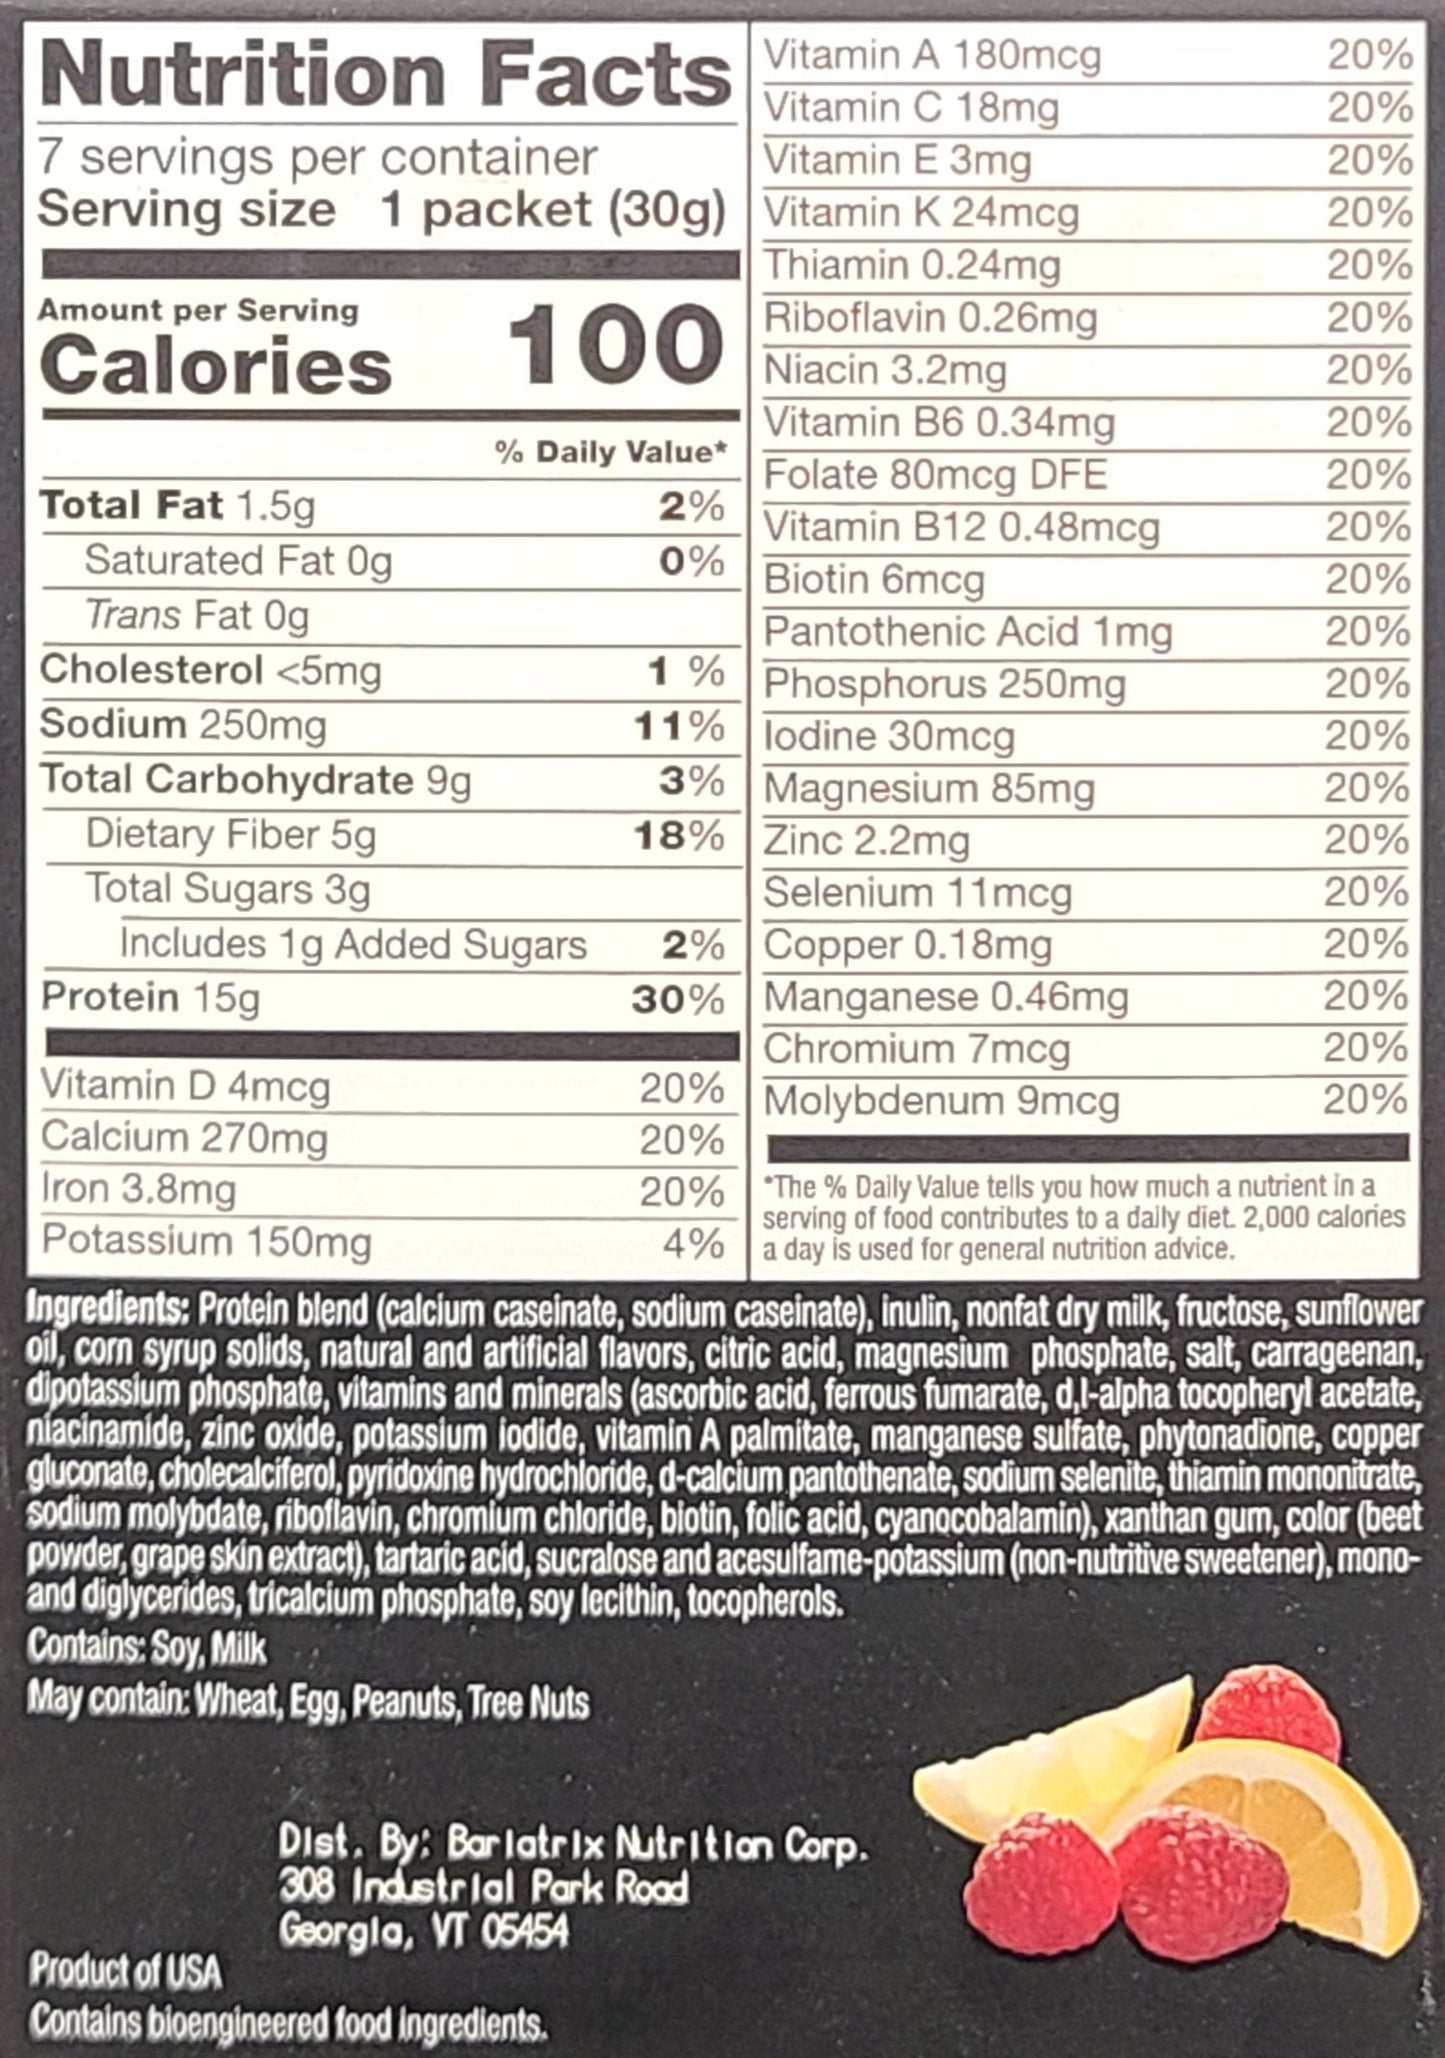 Nutrition Facts
7 servings per container
Serving size 1 packet (30g)
Amount per Serving
Calories 100
% Daily Value*
Total Fat 1.5g 2%
Saturated Fat 0g 0%
Trans Fat 0g
Cholesterol <5mg 1 %
Sodium 250mg 11%
Total Carbohydrate 9g 3%
Dietary Fiber 5g 18%
Total Sugars 3g
Includes 1g Added Sugars 2%
Protein 15g 30%
Vitamin D 4mcg 20%
Calcium 270mg 20%
Iron 3.8mg 20%
Potassium 150mg 4%
Vitamin A 180mcg 20%
Vitamin C 18mg 20%
Vitamin E 3mg 20%
Vitamin K 24mcg 20%
Thiamin 0.24mg 20%
Riboflavin 0.26mg 20%
Niacin 3.2mg 20%
Vitamin B6 0.34mg 20%
Folate 80mcg DFE 20%
Vitamin B12 0.48mcg 20%
Biotin 6mcg 20%
Pantothenic Acid 1mg 20%
Phosphorus 250mg 20%
Iodine 30mcg 20%
Magnesium 85mg 20%
Zinc 2.2mg 20%
Selenium 11mcg 20%
Copper 0.18mg 20%
Manganese 0.46mg 20%
Chromium 7mcg 20%
Molybdenum 9mcg 20%
*The % Daily Value tells you how much a nutrient in a
serving of food contributes to a daily diet. 2,000 calories
a day is used for general nutrition advice.
Ingredients: Protein blend (calcium caseinate, sodium caseinate), inulin, nonfat dry milk, fructose, sunflower
oil, corn syrup solids, natural and artificial flavors, citric acid, magnesium phosphate, salt, carrageenan,
dipotassium phosphate, vitamins and minerals (ascorbic acid, ferrous fumarate, d,l-alpha tocopheryl acetate,
niacinamide, zinc oxide, potassium iodide, vitamin A palmitate, manganese sulfate, phytonadione, copper
gluconate, cholecalciferol, pyridoxine hydrochloride, d-calcium pantothenate, sodium selenite, thiamin mononitrate,
sodium molybdate, riboflavin, chromium chloride, biotin, folic acid, cyanocobalamin), xanthan gum, color (beet
powder, grape skin extract), tartaric acid, sucralose and acesulfame-potassium (non-nutritive sweetener), mono-
and diglycerides, tricalcium phosphate, soy lecithin, tocopherols.
Contains: Soy, Milk
May contain: Wheat, Egg, Peanuts, Tree Nuts
Dist. By: Bariatrix Nutrition Corp.
308 Industrial Park Road
Georgia, VT 05454
Product of USA
Contains bioengineered food ingredients.